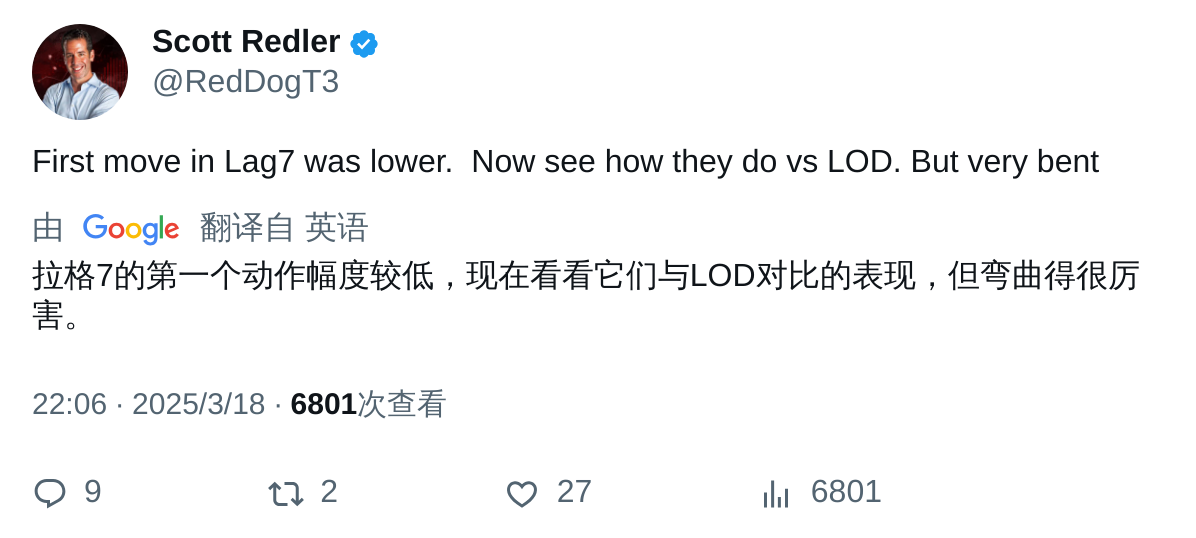 Scott Redler
@RedDogT3
First move in Lag7 was lower.  Now see how they do vs LOD. But very bent
由 Google 翻译自 英语
拉格7的第一个动作幅度较低，现在看看它们与LOD对比的表现，但弯曲得很厉
害。
22:06 · 2025/3/18 · 6801次查看
9 2 27 6801